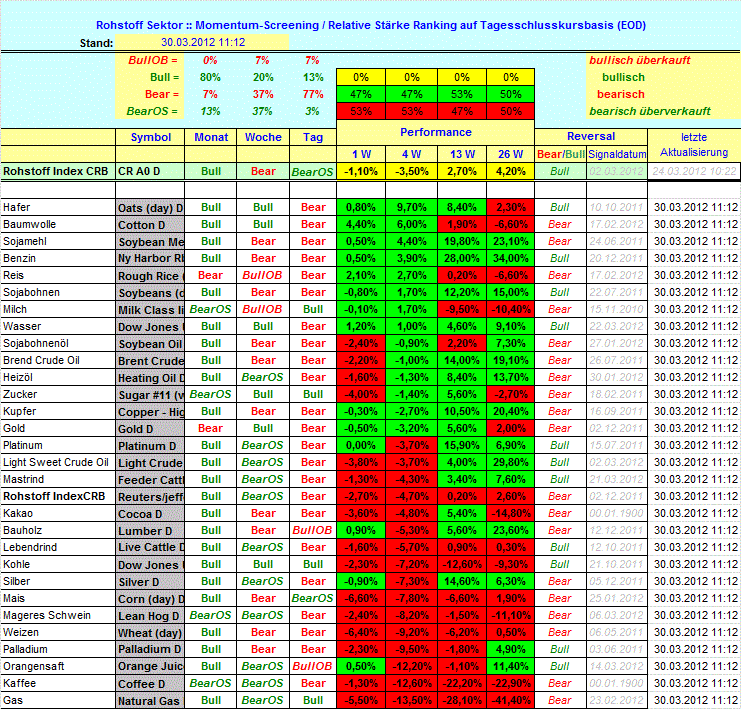 Rohstoff Sektor :: Momentum-Screening / Relative Stärke Ranking auf Tagesschlusskursbasis (EOD)
Stand: 30.03.2012 11:12
BullOB = 0% 7% 7% bullisch überkauft
Bull = 80% 20% 13% 0% 0% 0% 0% bullisch
Bear = 7% 37% 77% 47% 47% 53% 50% bearisch
BearOS = 13% 37% 3% 53% 53% 47% 50% bearisch überverkauft
Symbol Monat Woche Tag Performance Reversal letzte
1 W 4 W 13 W 26 W Bear/Bull Signaldatum Aktualisierung
Rohstoff Index CRB CR A0 D Bull Bear BearOS -1,10% -3,50% 2,70% 4,20% Bull 02.03.2012 24.03.2012 10:22
Hafer Oats (day) D Bull Bull Bear 0,80% 9,70% 8,40% 2,30% Bull 10.10.2011 30.03.2012 11:12
Baumwolle Cotton D Bull Bull Bear 4,40% 6,00% 1,90% -6,60% Bear 17.02.2012 30.03.2012 11:12
Sojamehl Soybean Me Bull Bear Bear 0,50% 4,40% 19,80% 23,10% Bear 24.06.2011 30.03.2012 11:12
Benzin Ny Harbor Rb Bull Bear Bear 0,50% 3,90% 28,00% 34,00% Bull 20.12.2011 30.03.2012 11:12
Reis Rough Rice ( Bear BullOB Bear 2,10% 2,70% 0,20% -6,60% Bear 17.02.2012 30.03.2012 11:12
Sojabohnen Soybeans (d Bull Bear Bear -0,80% 1,70% 12,20% 15,00% Bull 22.07.2011 30.03.2012 11:12
Milch Milk Class Ii BearOS BullOB Bull -0,10% 1,70% -9,50% -10,40% Bear 15.11.2010 30.03.2012 11:12
Wasser Dow Jones Bull Bull Bear 1,20% 1,00% 4,60% 9,10% Bull 22.03.2012 30.03.2012 11:12
Sojabohnenöl Soybean Oil Bull Bear Bear -2,40% -0,90% 2,20% 7,30% Bear 27.01.2012 30.03.2012 11:12
Brend Crude Oil Brent Crude Bull Bear Bear -2,20% -1,00% 14,00% 19,10% Bear 26.07.2011 30.03.2012 11:12
Heizöl Heating Oil D Bull BearOS Bear -1,60% -1,30% 8,40% 13,70% Bear 30.01.2012 30.03.2012 11:12
Zucker Sugar #11 (w BearOS Bull Bull -4,00% -1,40% 5,60% -2,70% Bear 18.02.2011 30.03.2012 11:12
Kupfer Copper - Hig Bull Bear Bear -0,30% -2,70% 10,50% 20,40% Bear 16.09.2011 30.03.2012 11:12
Gold Gold D Bear Bull Bear -0,50% -3,20% 5,60% 2,00% Bear 02.12.2011 30.03.2012 11:12
Platinum Platinum D Bull BearOS Bear 0,00% -3,70% 15,90% 6,90% Bull 15.07.2011 30.03.2012 11:12
Light Sweet Crude Oil Light Crude Bull BearOS Bear -3,80% -3,70% 4,00% 29,80% Bull 02.03.2012 30.03.2012 11:12
Mastrind Feeder Cattl Bull BearOS Bear -1,30% -4,30% 3,40% 7,60% Bull 21.03.2012 30.03.2012 11:12
Rohstoff IndexCRB Reuters/jeff Bull BearOS Bear -2,70% -4,70% 0,20% 2,60% Bear 02.12.2011 30.03.2012 11:12
Kakao Cocoa D Bull Bear Bear -3,60% -4,80% 5,40% -14,80% Bear 00.01.1900 30.03.2012 11:12
Bauholz Lumber D Bull Bear BullOB 0,90% -5,30% 5,60% 23,60% Bear 12.12.2011 30.03.2012 11:12
Lebendrind Live Cattle D Bull BearOS Bear -1,60% -5,70% 0,90% 0,30% Bull 12.10.2011 30.03.2012 11:12
Kohle Dow Jones Bull Bull Bull -2,30% -7,20% -12,60% -9,30% Bull 21.10.2011 30.03.2012 11:12
Silber Silver D Bull BearOS Bear -0,90% -7,30% 14,60% 6,30% Bear 05.12.2011 30.03.2012 11:12
Mais Corn (day) D Bull Bear BearOS -6,60% -7,80% -6,60% 1,90% Bear 25.01.2012 30.03.2012 11:12
Mageres Schwein Lean Hog D BearOS BearOS Bear -2,40% -8,20% -1,50% -11,10% Bear 06.03.2012 30.03.2012 11:12
Weizen Wheat (day) Bull Bear Bear -6,40% -9,20% -6,20% 0,50% Bear 06.05.2011 30.03.2012 11:12
Palladium Palladium D Bull Bear Bear -2,30% -9,50% -1,80% 4,90% Bull 03.06.2011 30.03.2012 11:12
Orangensaft Orange Juic Bull BearOS BullOB 0,50% -12,20% -1,10% 11,40% Bull 14.03.2012 30.03.2012 11:12
Kaffee Coffee D BearOS BearOS Bear -1,30% -12,60% -22,20% -22,90% Bear 00.01.1900 30.03.2012 11:12
Gas Natural Gas Bull BearOS Bull -5,50% -13,50% -28,10% -41,40% Bear 23.02.2012 30.03.2012 11:12